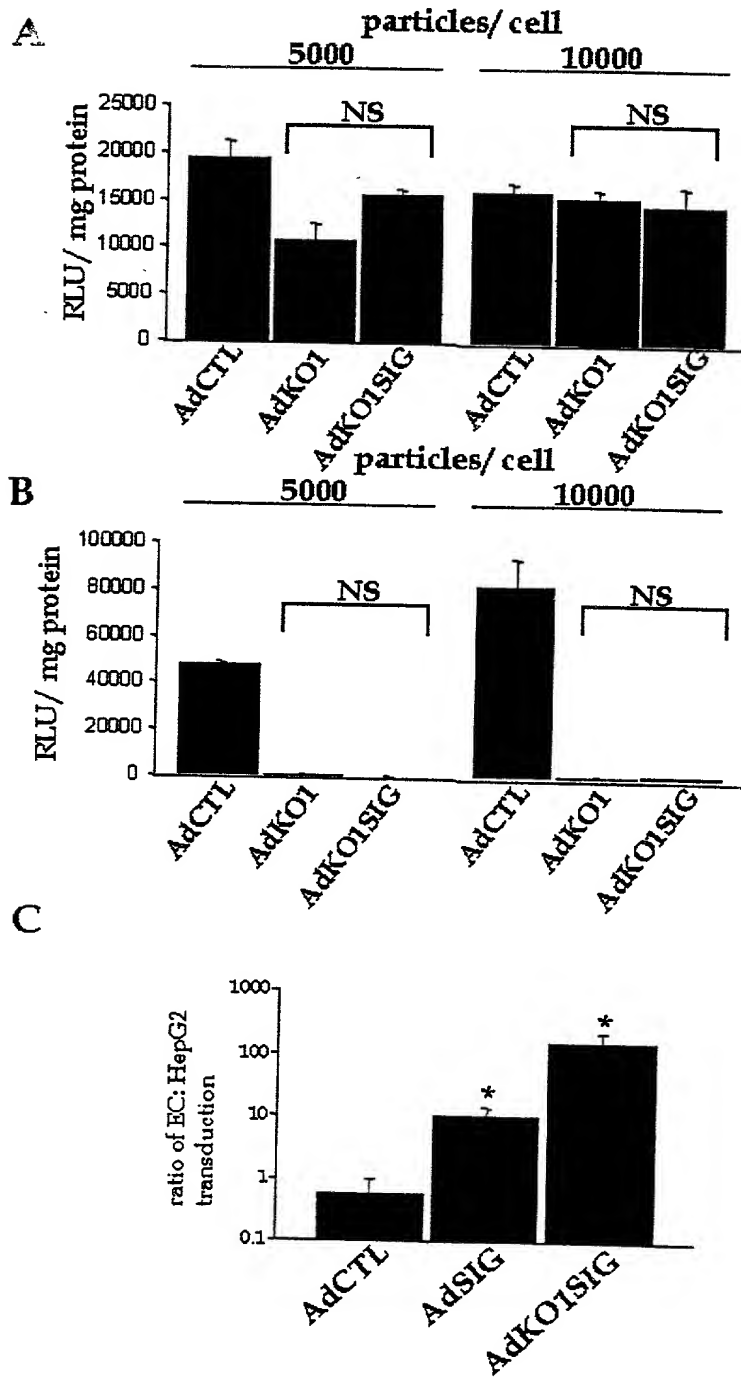 A
particles/ cell
5000 10000
RLU/ mg protein
25000
20000
15000
10000
5000
0
NS NS
AdCTL AdKO1 AdKO1SIG AdCTL AdKO1 AdKO1SIG
B
particles/ cell
5000 10000
RLU/ mg protein
100000
80000
60000
40000
20000
0
NS NS
AdCTL AdKO1 AdKO1SIG AdCTL AdKO1 AdKO1SIG
C
ratio of EC: HepG2
transduction
1000
100
10
1
0.1
* *
AdCTL AdSIG AdKO1SIG